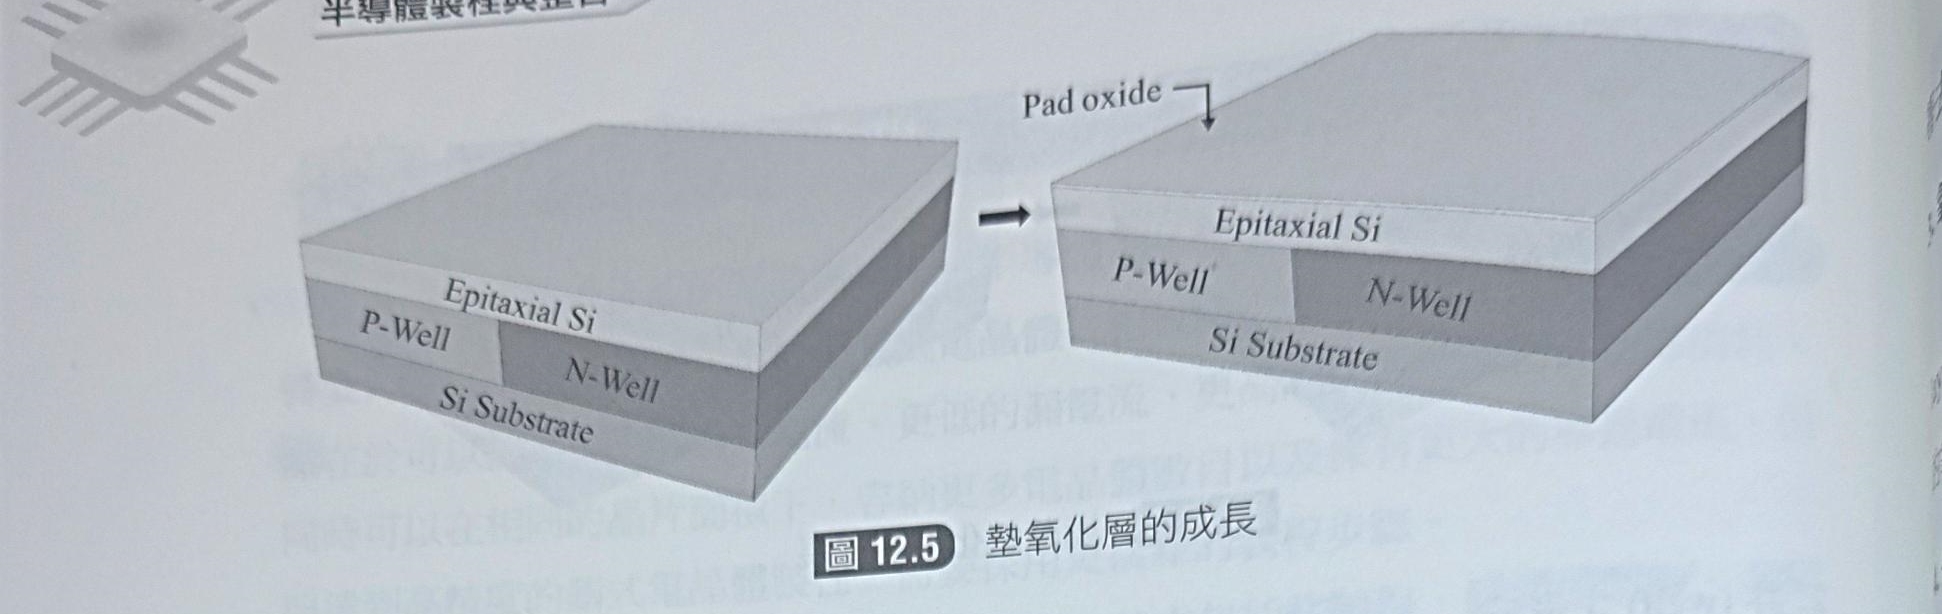 半導體製程與整合
Pad oxide
Epitaxial Si
P-Well
N-Well
Si Substrate
Epitaxial Si
P-Well
N-Well
Si Substrate
圖 12.5 墊氧化層的成長